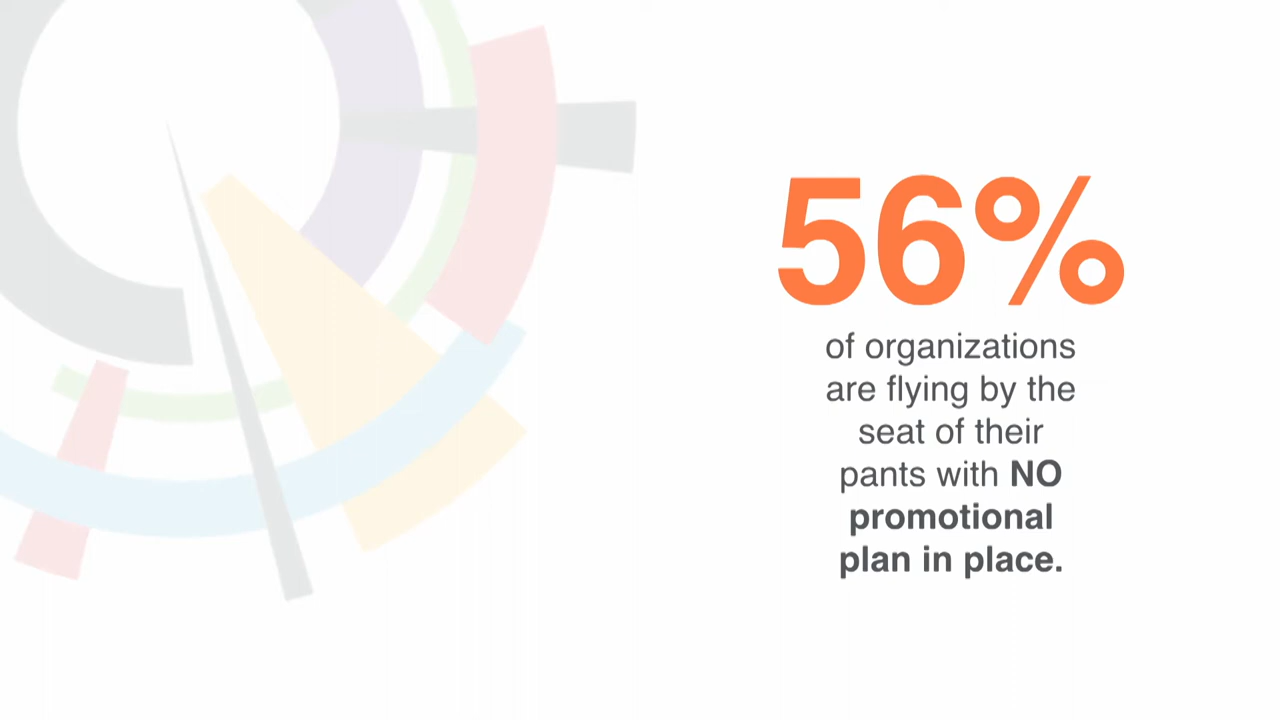 56%
of organizations
are flying by the
seat of their
pants with NO
promotional
plan in place.